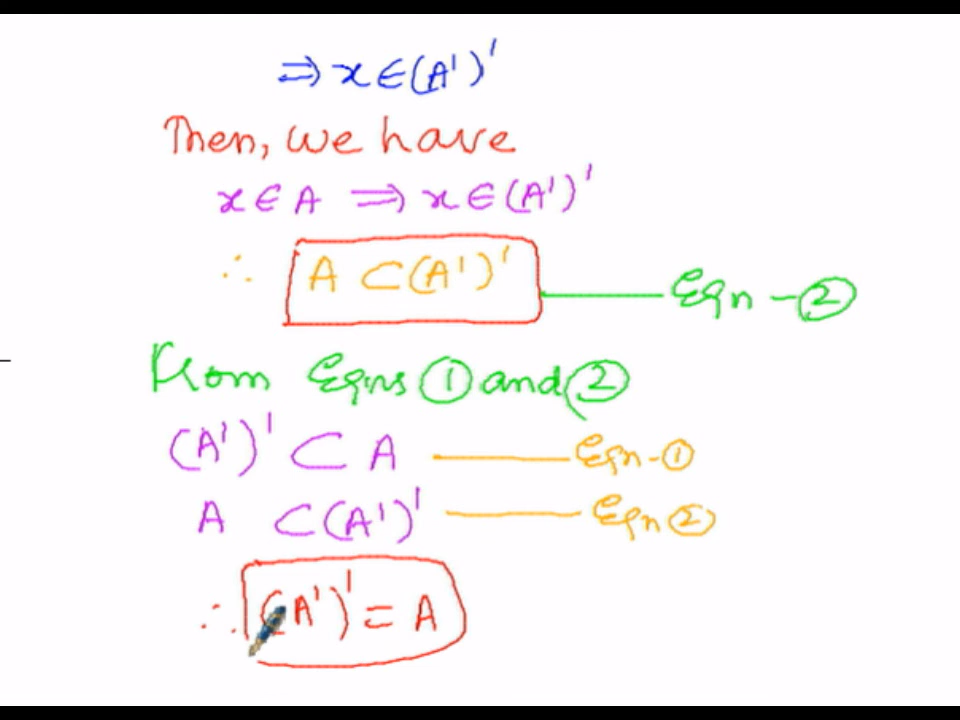 ⇒ x ∈ (A')'
Then, we have
x ∈ A ⇒ x ∈ (A')'
∴ A ⊂ (A')' — Eqn - ②
From Eqns ① and ②
(A')' ⊂ A — Eqn - ①
A ⊂ (A')' — Eqn ②
∴ (A')' = A